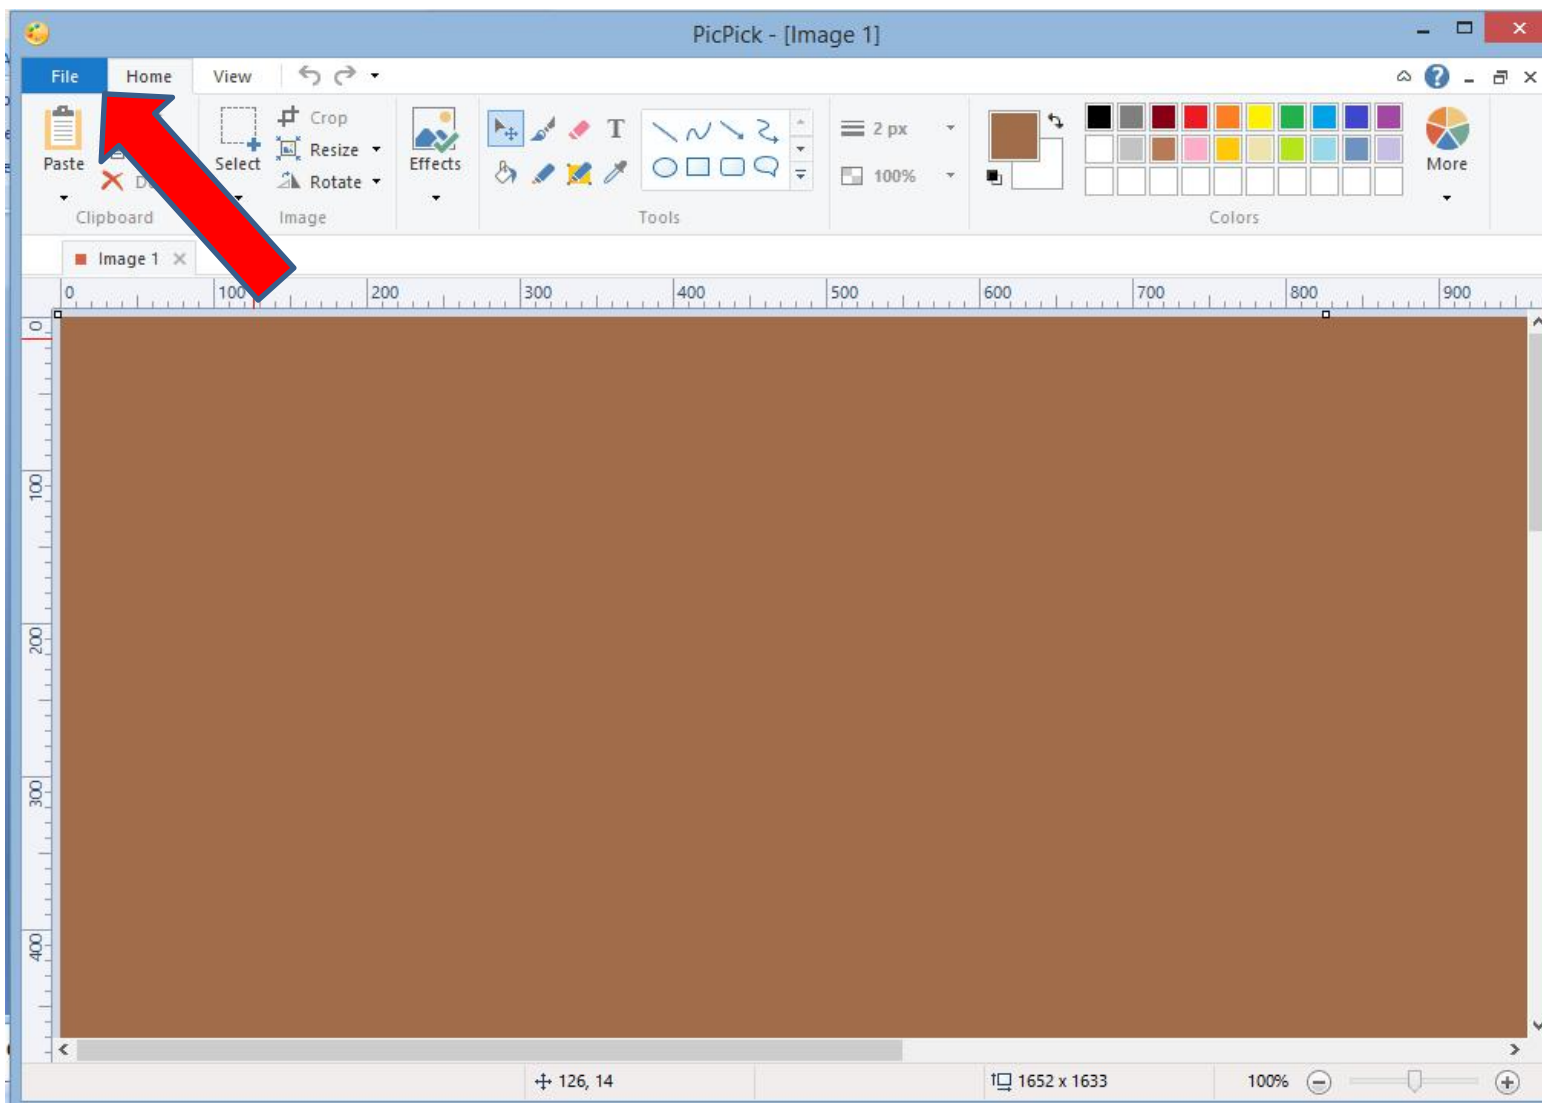 PicPick - [Image 1]
File Home View
Paste
Select
Crop
Resize
Rotate
Effects
T
2 px
100%
More
Clipboard Image Tools Colors
Image 1
0 100 200 300 400 500 600 700 800 900
0
100
200
300
400
126, 14 1652 x 1633 100%